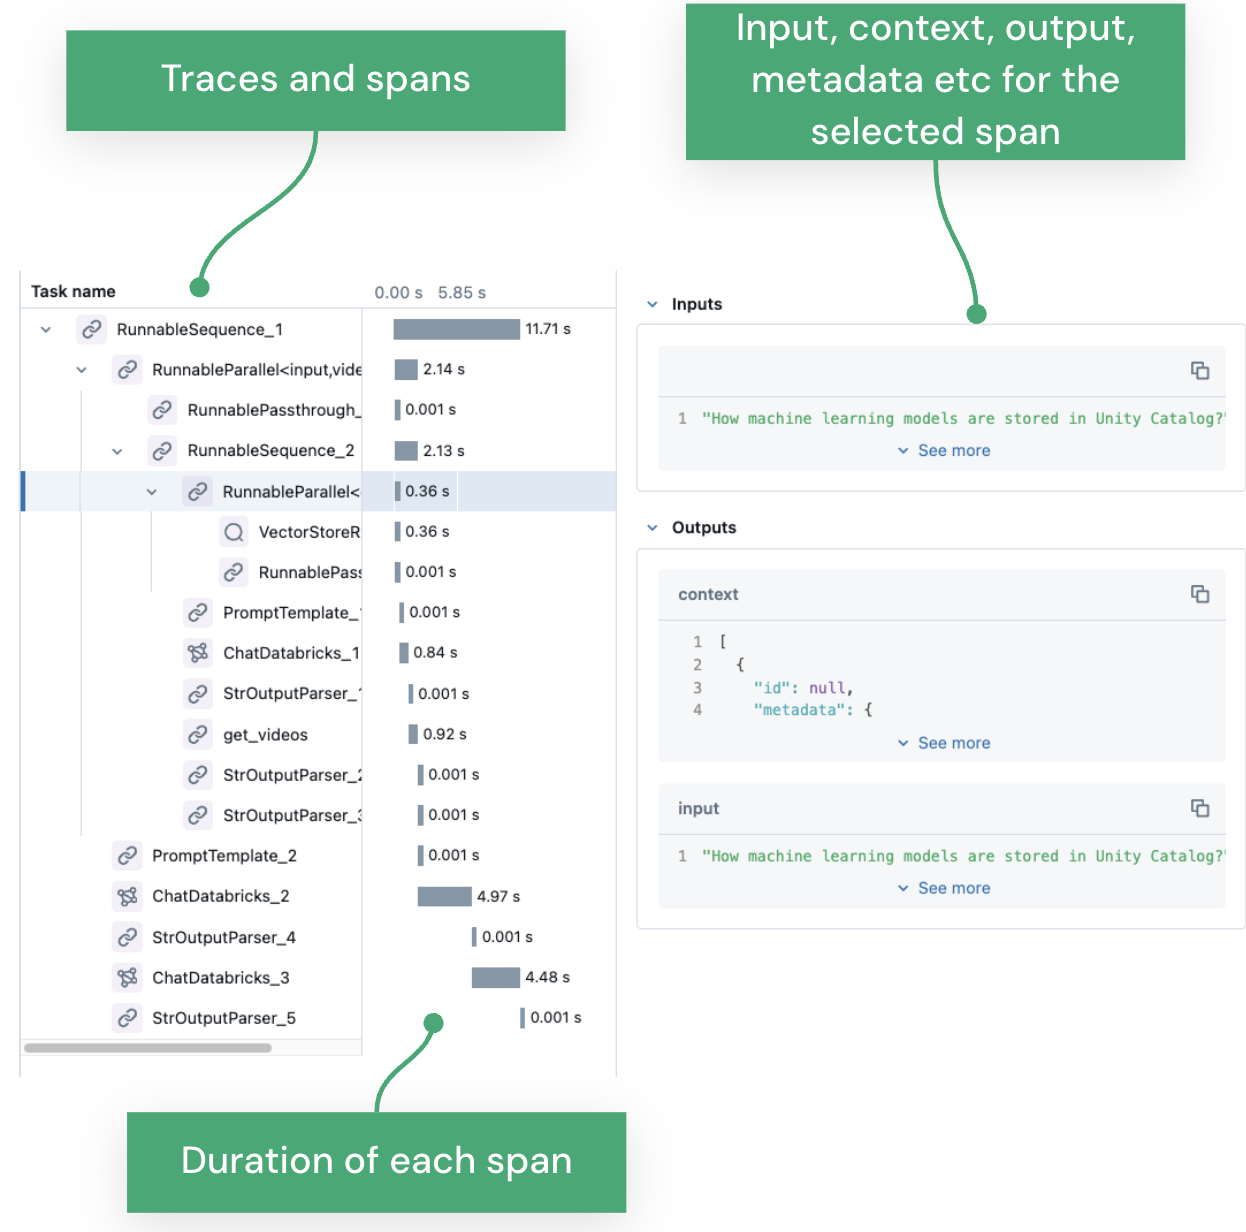 Traces and spans
Input, context, output,
metadata etc for the
selected span
Task name
0.00 s 5.85 s
RunnableSequence_1 11.71 s
RunnableParallel<input,vide 2.14 s
RunnablePassthrough_ 0.001 s
RunnableSequence_2 2.13 s
RunnableParallel< 0.36 s
VectorStoreR 0.36 s
RunnablePass 0.001 s
PromptTemplate_1 0.001 s
ChatDatabricks_1 0.84 s
StrOutputParser_1 0.001 s
get_videos 0.92 s
StrOutputParser_2 0.001 s
StrOutputParser_3 0.001 s
PromptTemplate_2 0.001 s
ChatDatabricks_2 4.97 s
StrOutputParser_4 0.001 s
ChatDatabricks_3 4.48 s
StrOutputParser_5 0.001 s
Inputs
1 "How machine learning models are stored in Unity Catalog?"
See more
Outputs
context
1 [
2 {
3 "id": null,
4 "metadata": {
See more
input
1 "How machine learning models are stored in Unity Catalog?"
See more
Duration of each span